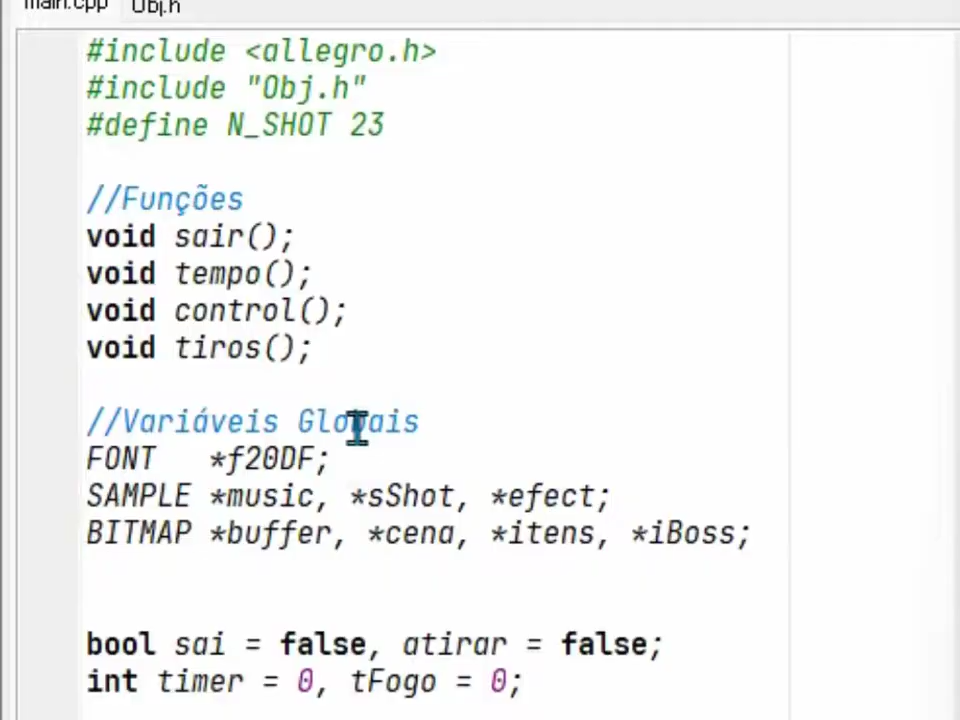 main.cpp Obj.h
#include <allegro.h>
#include "Obj.h"
#define N_SHOT 23
//Funções
void sair();
void tempo();
void control();
void tiros();
//Variáveis Globais
FONT   *f20DF;
SAMPLE *music, *sShot, *efect;
BITMAP *buffer, *cena, *itens, *iBoss;
bool sai = false, atirar = false;
int timer = 0, tFogo = 0;